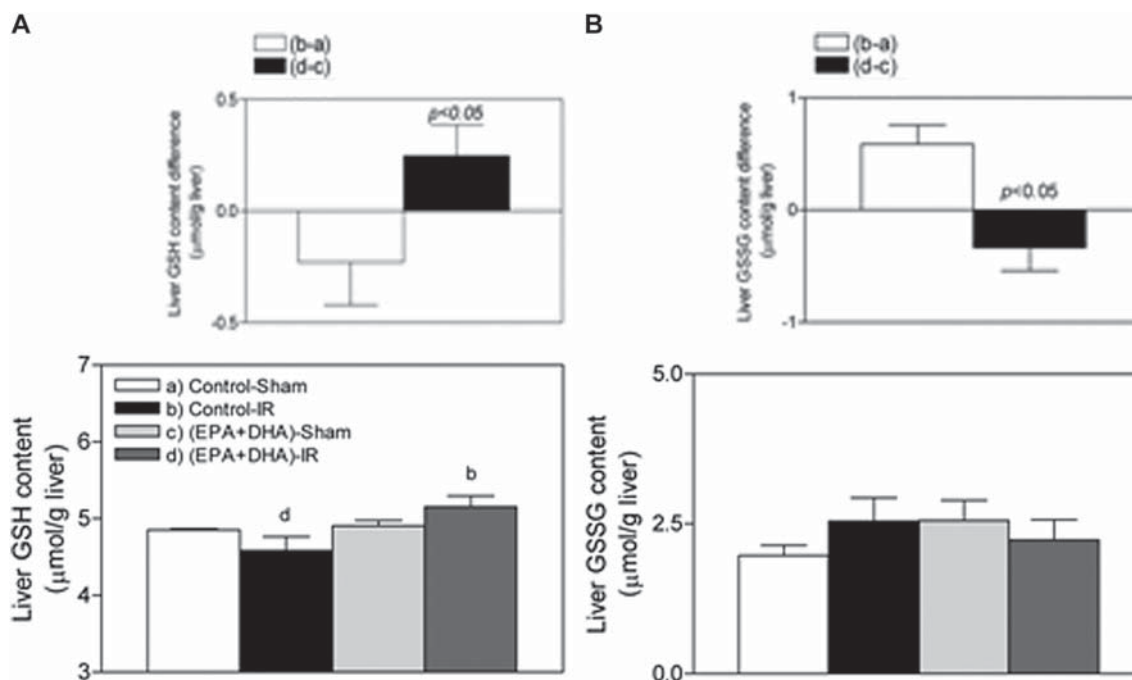 A
(b-a)
(d-c)
Liver GSH content difference
(μmol/g liver)
0.5
0.0
-0.5
p<0.05
Liver GSH content
(μmol/g liver)
7
6
5
4
3
a) Control-Sham
b) Control-IR
c) (EPA+DHA)-Sham
d) (EPA+DHA)-IR
d
b
B
(b-a)
(d-c)
Liver GSSG content difference
(μmol/g liver)
1
0
-1
p<0.05
Liver GSSG content
(μmol/g liver)
5.0
2.5
0.0